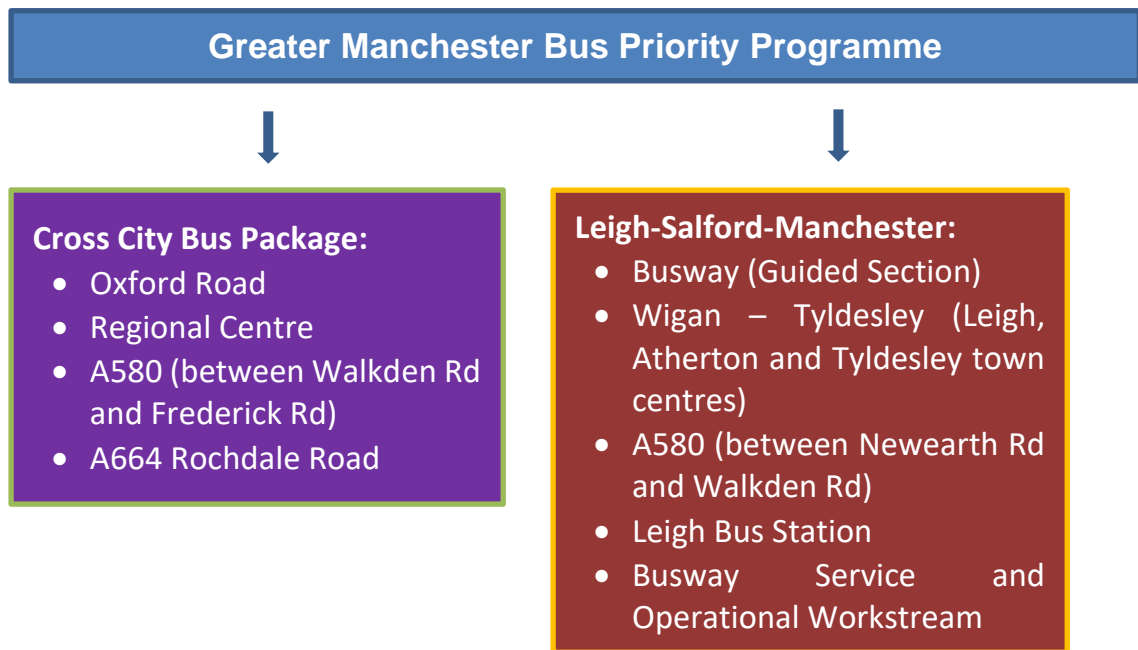 Greater Manchester Bus Priority Programme
Cross City Bus Package:
• Oxford Road
• Regional Centre
• A580 (between Walkden Rd
and Frederick Rd)
• A664 Rochdale Road
Leigh-Salford-Manchester:
• Busway (Guided Section)
• Wigan – Tyldesley (Leigh,
Atherton and Tyldesley town
centres)
• A580 (between Newearth Rd
and Walkden Rd)
• Leigh Bus Station
• Busway Service and
Operational Workstream